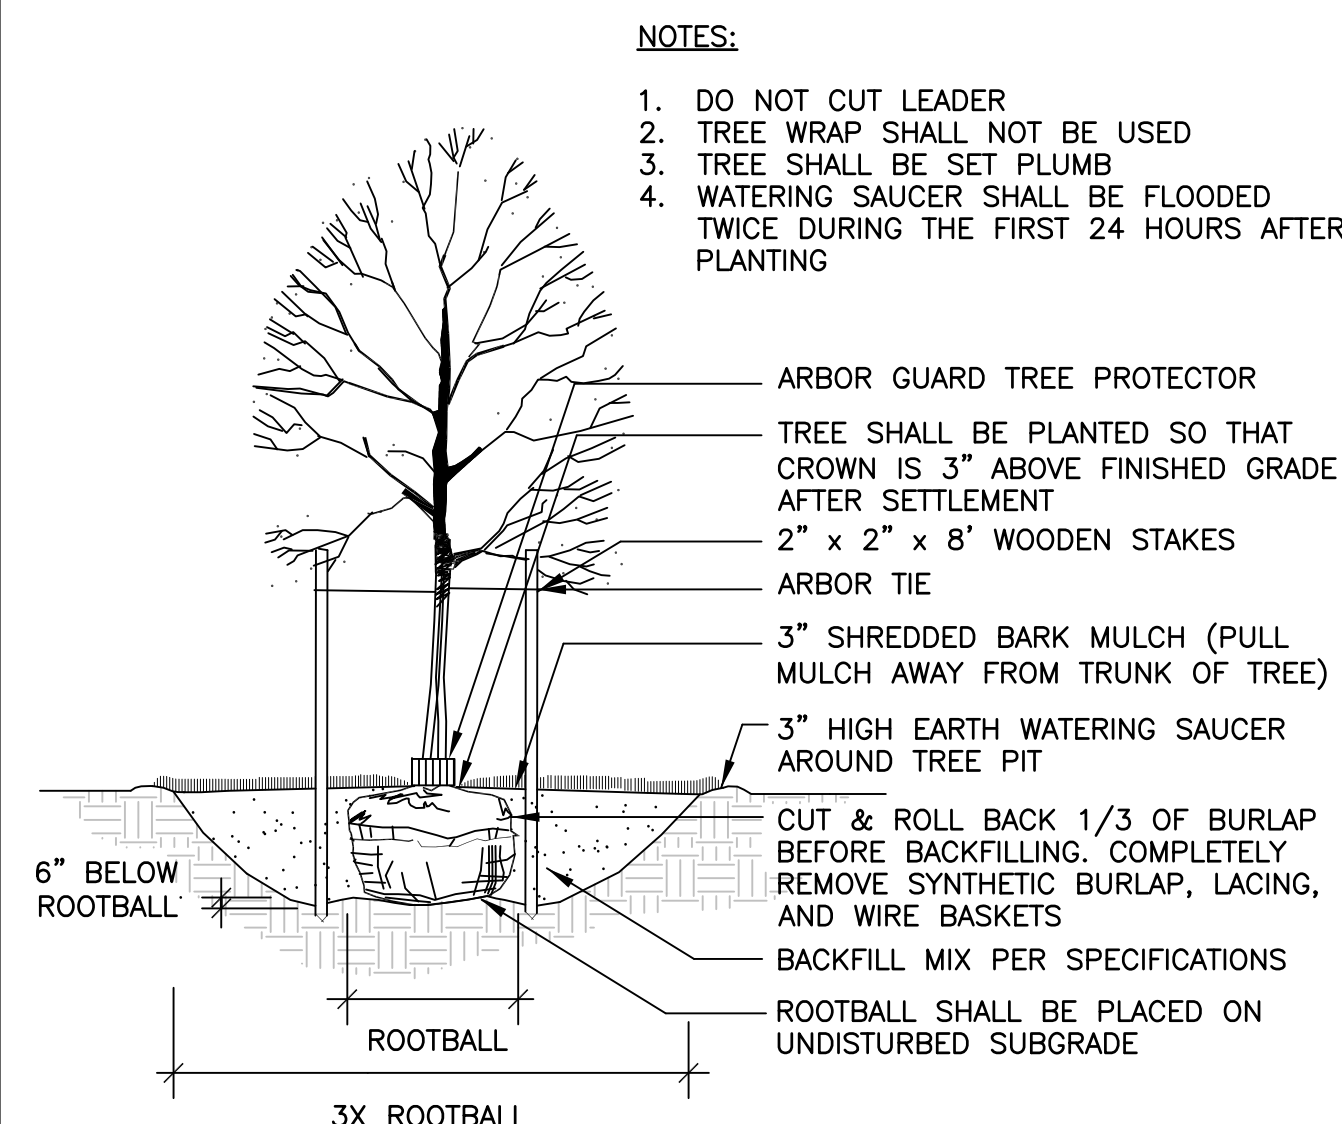 NOTES:
1. DO NOT CUT LEADER
2. TREE WRAP SHALL NOT BE USED
3. TREE SHALL BE SET PLUMB
4. WATERING SAUCER SHALL BE FLOODED
TWICE DURING THE FIRST 24 HOURS AFTER
PLANTING
ARBOR GUARD TREE PROTECTOR
TREE SHALL BE PLANTED SO THAT
CROWN IS 3” ABOVE FINISHED GRADE
AFTER SETTLEMENT
2” x 2” x 8’ WOODEN STAKES
ARBOR TIE
3” SHREDDED BARK MULCH (PULL
MULCH AWAY FROM TRUNK OF TREE)
3” HIGH EARTH WATERING SAUCER
AROUND TREE PIT
CUT & ROLL BACK 1/3 OF BURLAP
BEFORE BACKFILLING. COMPLETELY
REMOVE SYNTHETIC BURLAP, LACING,
AND WIRE BASKETS
BACKFILL MIX PER SPECIFICATIONS
ROOTBALL SHALL BE PLACED ON
UNDISTURBED SUBGRADE
6” BELOW
ROOTBALL
ROOTBALL
3X ROOTBALL